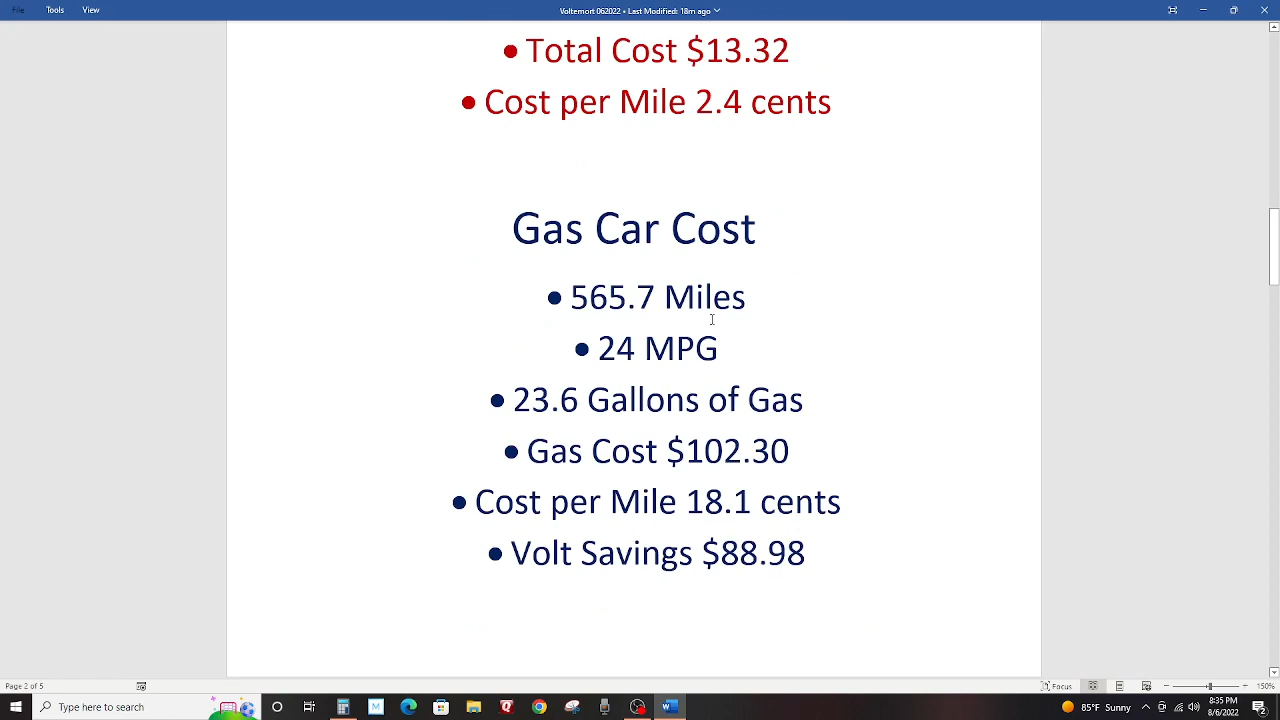 File Tools View Voltemort 062022 • Last Modified: 18m ago
• Total Cost $13.32
• Cost per Mile 2.4 cents
Gas Car Cost
• 565.7 Miles
• 24 MPG
• 23.6 Gallons of Gas
• Gas Cost $102.30
• Cost per Mile 18.1 cents
• Volt Savings $88.98
Page 2 of 5 Focus 150%
Type here to search 85°F Sunny 8:35 PM
8/6/2022